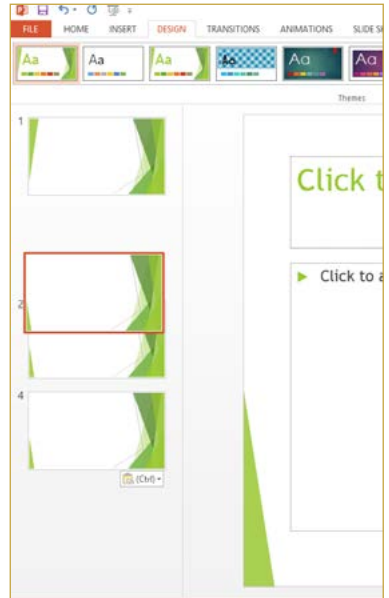 FILE HOME INSERT DESIGN TRANSITIONS ANIMATIONS SLIDE S
Aa Aa Aa Aa Aa Aa
Themes
1
Click t
Click to a
2
4
(Ctrl)